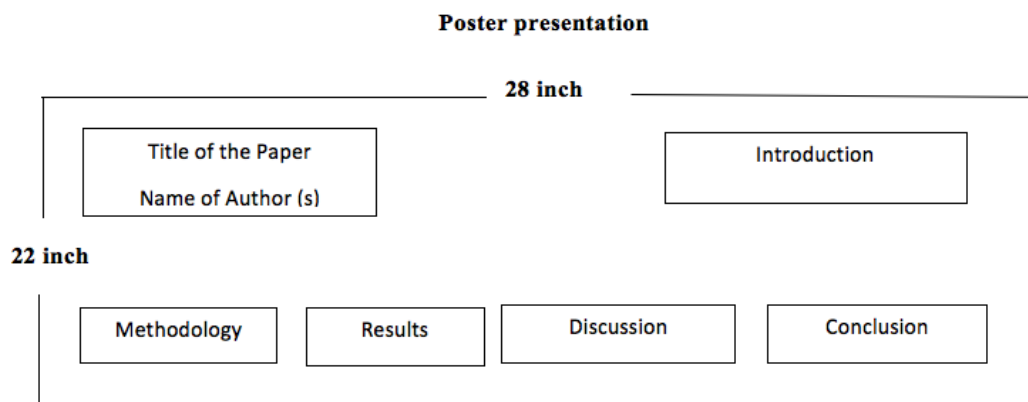 Poster presentation
28 inch
Title of the Paper
Name of Author (s)
Introduction
22 inch
Methodology
Results
Discussion
Conclusion